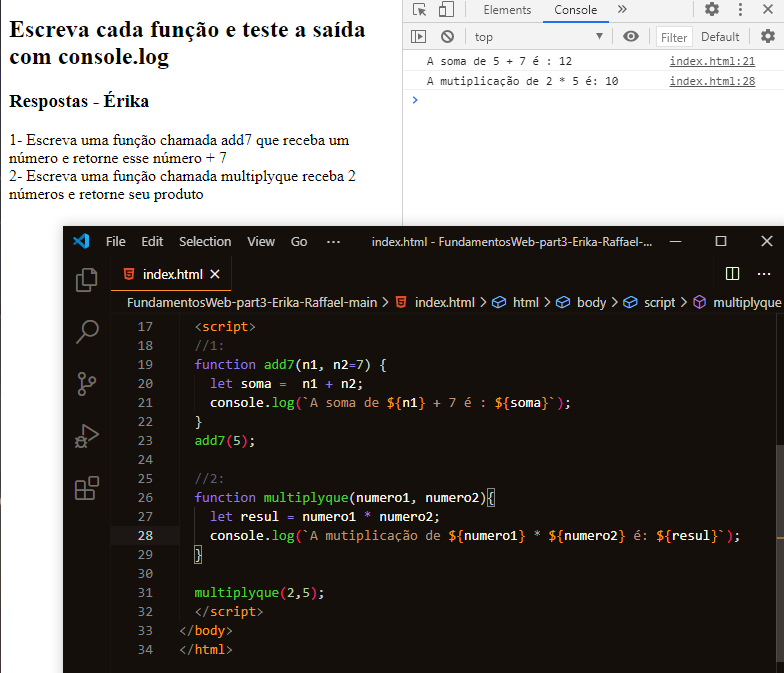 Escreva cada função e teste a saída
com console.log
Respostas - Érika
1- Escreva uma função chamada add7 que receba um
número e retorne esse número + 7
2- Escreva uma função chamada multiplyque receba 2
números e retorne seu produto
Elements Console »
top Filter Default
A soma de 5 + 7 é : 12 index.html:21
A mutiplicação de 2 * 5 é: 10 index.html:28
>
File Edit Selection View Go ··· index.html - FundamentosWeb-part3-Erika-Raffael-...
index.html
FundamentosWeb-part3-Erika-Raffael-main > index.html > html > body > script > multiplyque
17 <script>
18 //1:
19 function add7(n1, n2=7) {
20 let soma =  n1 + n2;
21 console.log(`A soma de ${n1} + 7 é : ${soma}`);
22 }
23 add7(5);
24
25 //2:
26 function multiplyque(numero1, numero2){
27 let resul = numero1 * numero2;
28 console.log(`A mutiplicação de ${numero1} * ${numero2} é: ${resul}`);
29 }
30
31 multiplyque(2,5);
32 </script>
33 </body>
34 </html>